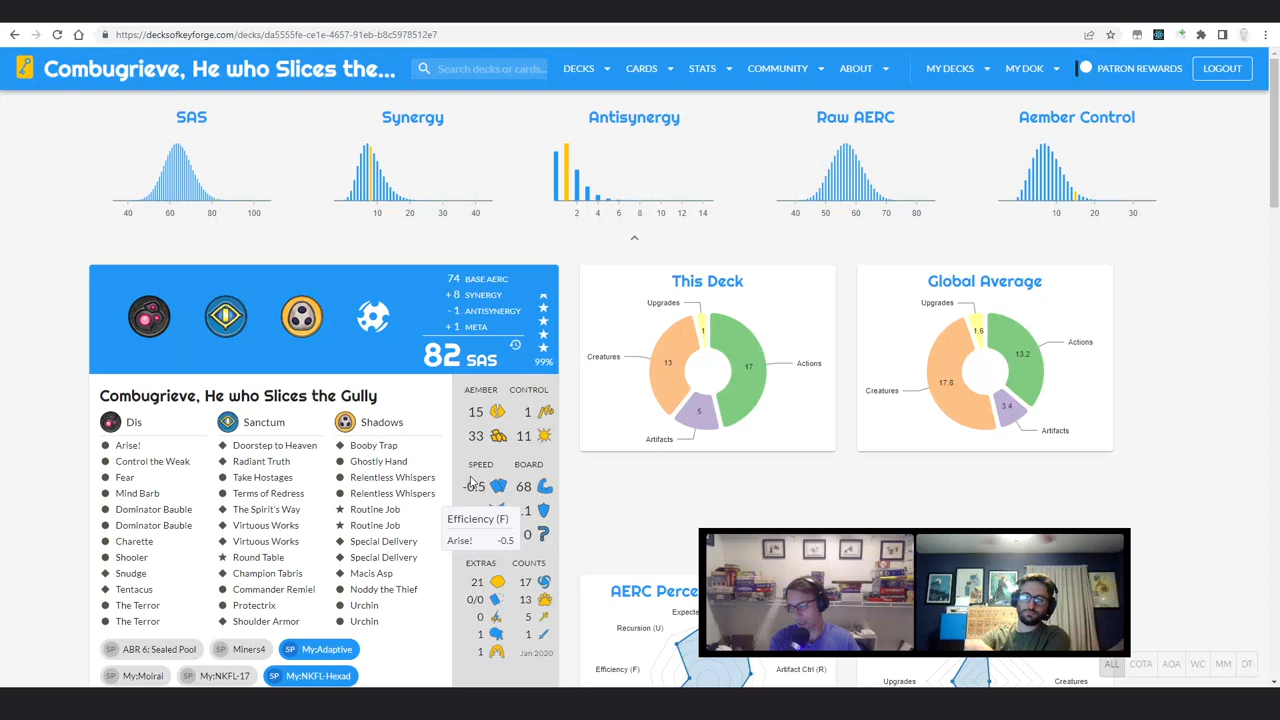 https://decksofkeyforge.com/decks/da5555fe-ce1e-4657-91eb-b8c5978512e7
Combugrieve, He who Slices the...
Search decks or cards...
DECKS
CARDS
STATS
COMMUNITY
ABOUT
MY DECKS
MY DOK
PATRON REWARDS
LOGOUT
SAS
Synergy
Antisynergy
Raw AERC
Aember Control
40 60 80 100
10 20 30 40
2 4 6 8 10 12 14
40 50 60 70 80
10 20 30
74 BASE AERC
+ 8 SYNERGY
- 1 ANTISYNERGY
+ 1 META
82 SAS
99%
This Deck
Upgrades
1
Creatures
13
17
Actions
5
Artifacts
Global Average
Upgrades
1.6
Actions
13.2
17.8
Creatures
3.4
Artifacts
Combugrieve, He who Slices the Gully
Dis
Arise!
Control the Weak
Fear
Mind Barb
Dominator Bauble
Dominator Bauble
Charette
Shooler
Snudge
Tentacus
The Terror
The Terror
Sanctum
Doorstep to Heaven
Radiant Truth
Take Hostages
Terms of Redress
The Spirit's Way
Virtuous Works
Virtuous Works
Round Table
Champion Tabris
Commander Remiel
Protectrix
Shoulder Armor
Shadows
Booby Trap
Ghostly Hand
Relentless Whispers
Relentless Whispers
Routine Job
Routine Job
Special Delivery
Special Delivery
Macis Asp
Noddy the Thief
Urchin
Urchin
AEMBER CONTROL
15 1
33 11
SPEED BOARD
-0.5 68
.1
0
Efficiency (F)
Arise! -0.5
EXTRAS COUNTS
21 17
0/0 13
0 5
1 1
1 Jan 2020
SP ABR 6: Sealed Pool
SP Miners4
SP My:Adaptive
SP My:Moirai
SP My:NKFL-17
SP My:NKFL-Hexad
AERC Perce
Expecte
Recursion (U)
Efficiency (F)
Artifact Ctrl (R)
Upgrades
Creatures
ALL COTA AOA WC MM DT